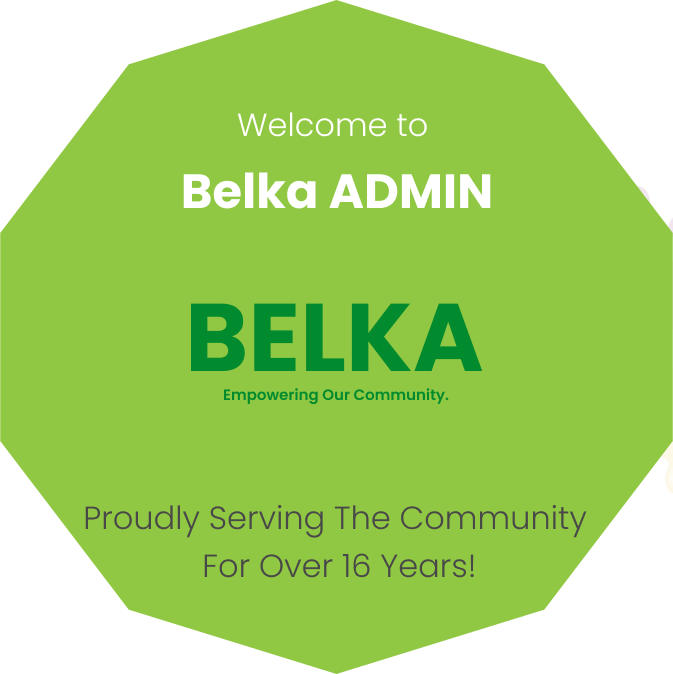 Welcome to
Belka ADMIN
BELKA
Empowering Our Community.
Proudly Serving The Community
For Over 16 Years!